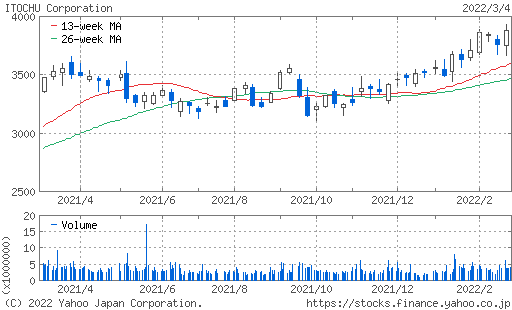 ITOCHU Corporation 2022/3/4
4000
13-week MA
26-week MA
3500
3000
2500
2021/4 2021/6 2021/8 2021/10 2021/12 2022/2
20
Volume
15
10
5
0
(x1000000)
2021/4 2021/6 2021/8 2021/10 2021/12 2022/2
(C) 2022 Yahoo Japan Corporation. https://stocks.finance.yahoo.co.jp/